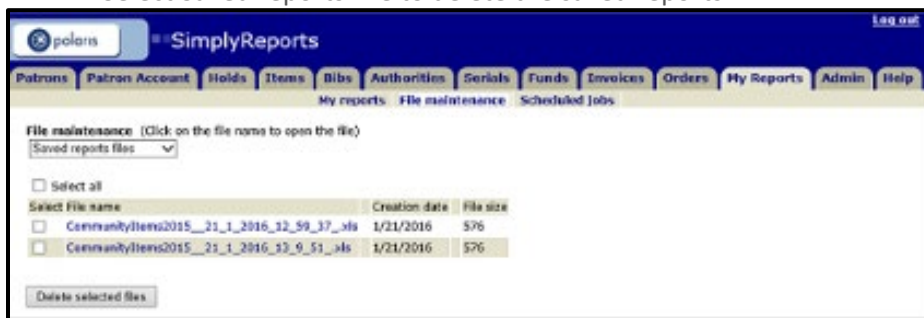 Log out
polaris SimplyReports
Patrons Patron Account Holds Items Bibs Authorities Serials Funds Invoices Orders My Reports Admin Help
My reports File maintenance Scheduled Jobs
File maintenance (Click on the file name to open the file)
Saved reports files
Select all
Select File name Creation date File size
CommunityItems2015__21_1_2016_12_59_37_.xls 1/21/2016 576
CommunityItems2015__21_1_2016_13_9_51_.xls 1/21/2016 576
Delete selected files